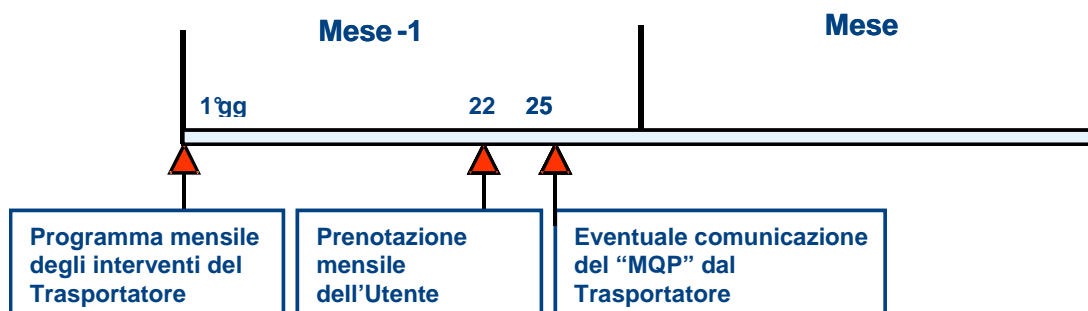 Mese -1
Mese
1°gg
22
25
Programma mensile
degli interventi del
Trasportatore
Prenotazione
mensile
dell'Utente
Eventuale comunicazione
del “MQP” dal
Trasportatore